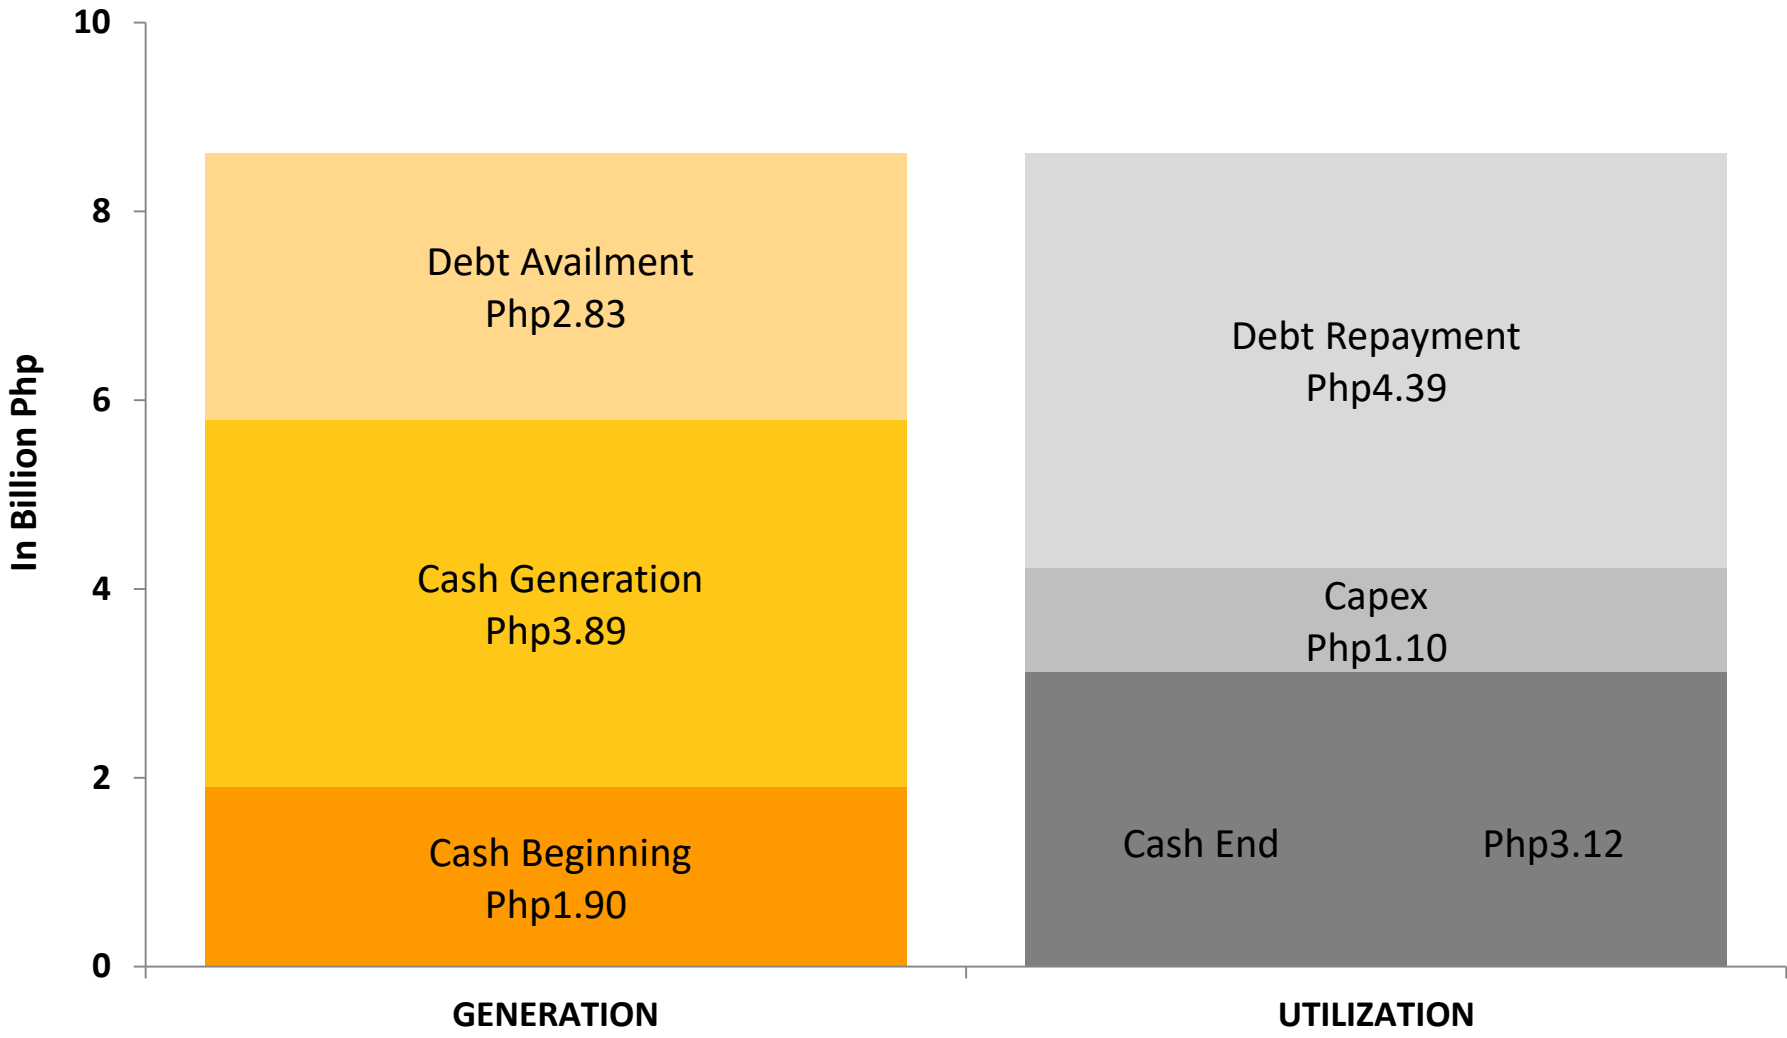 10
8
6
4
2
0
In Billion Php
Debt Availment
Php2.83
Cash Generation
Php3.89
Cash Beginning
Php1.90
Debt Repayment
Php4.39
Capex
Php1.10
Cash End Php3.12
GENERATION
UTILIZATION